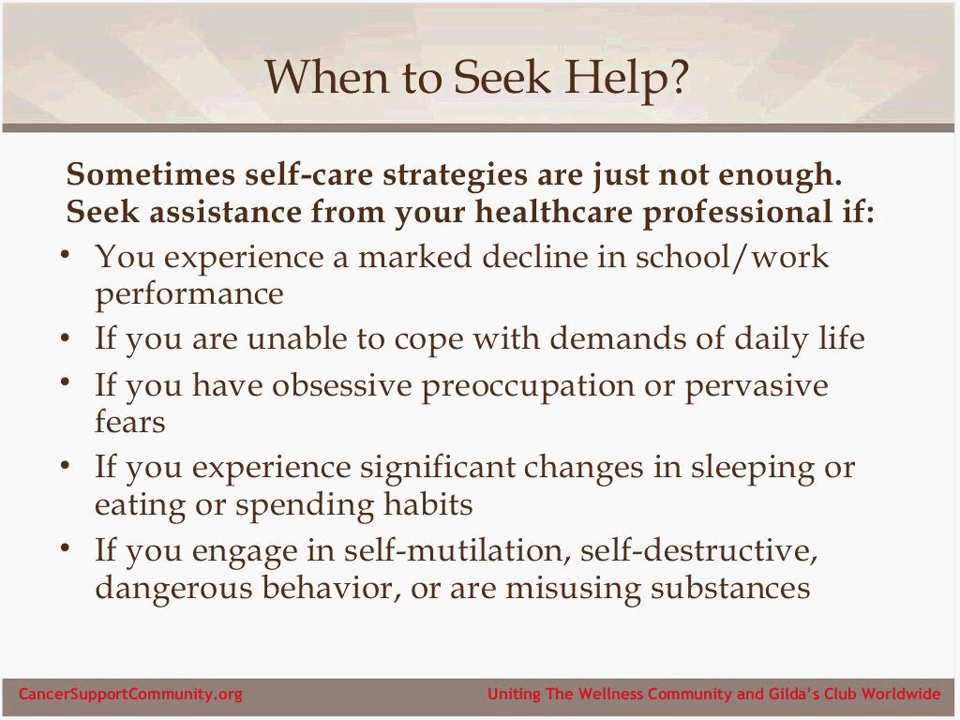 When to Seek Help?
Sometimes self-care strategies are just not enough.
Seek assistance from your healthcare professional if:
• You experience a marked decline in school/work
performance
• If you are unable to cope with demands of daily life
• If you have obsessive preoccupation or pervasive
fears
• If you experience significant changes in sleeping or
eating or spending habits
• If you engage in self-mutilation, self-destructive,
dangerous behavior, or are misusing substances
CancerSupportCommunity.org Uniting The Wellness Community and Gilda's Club Worldwide